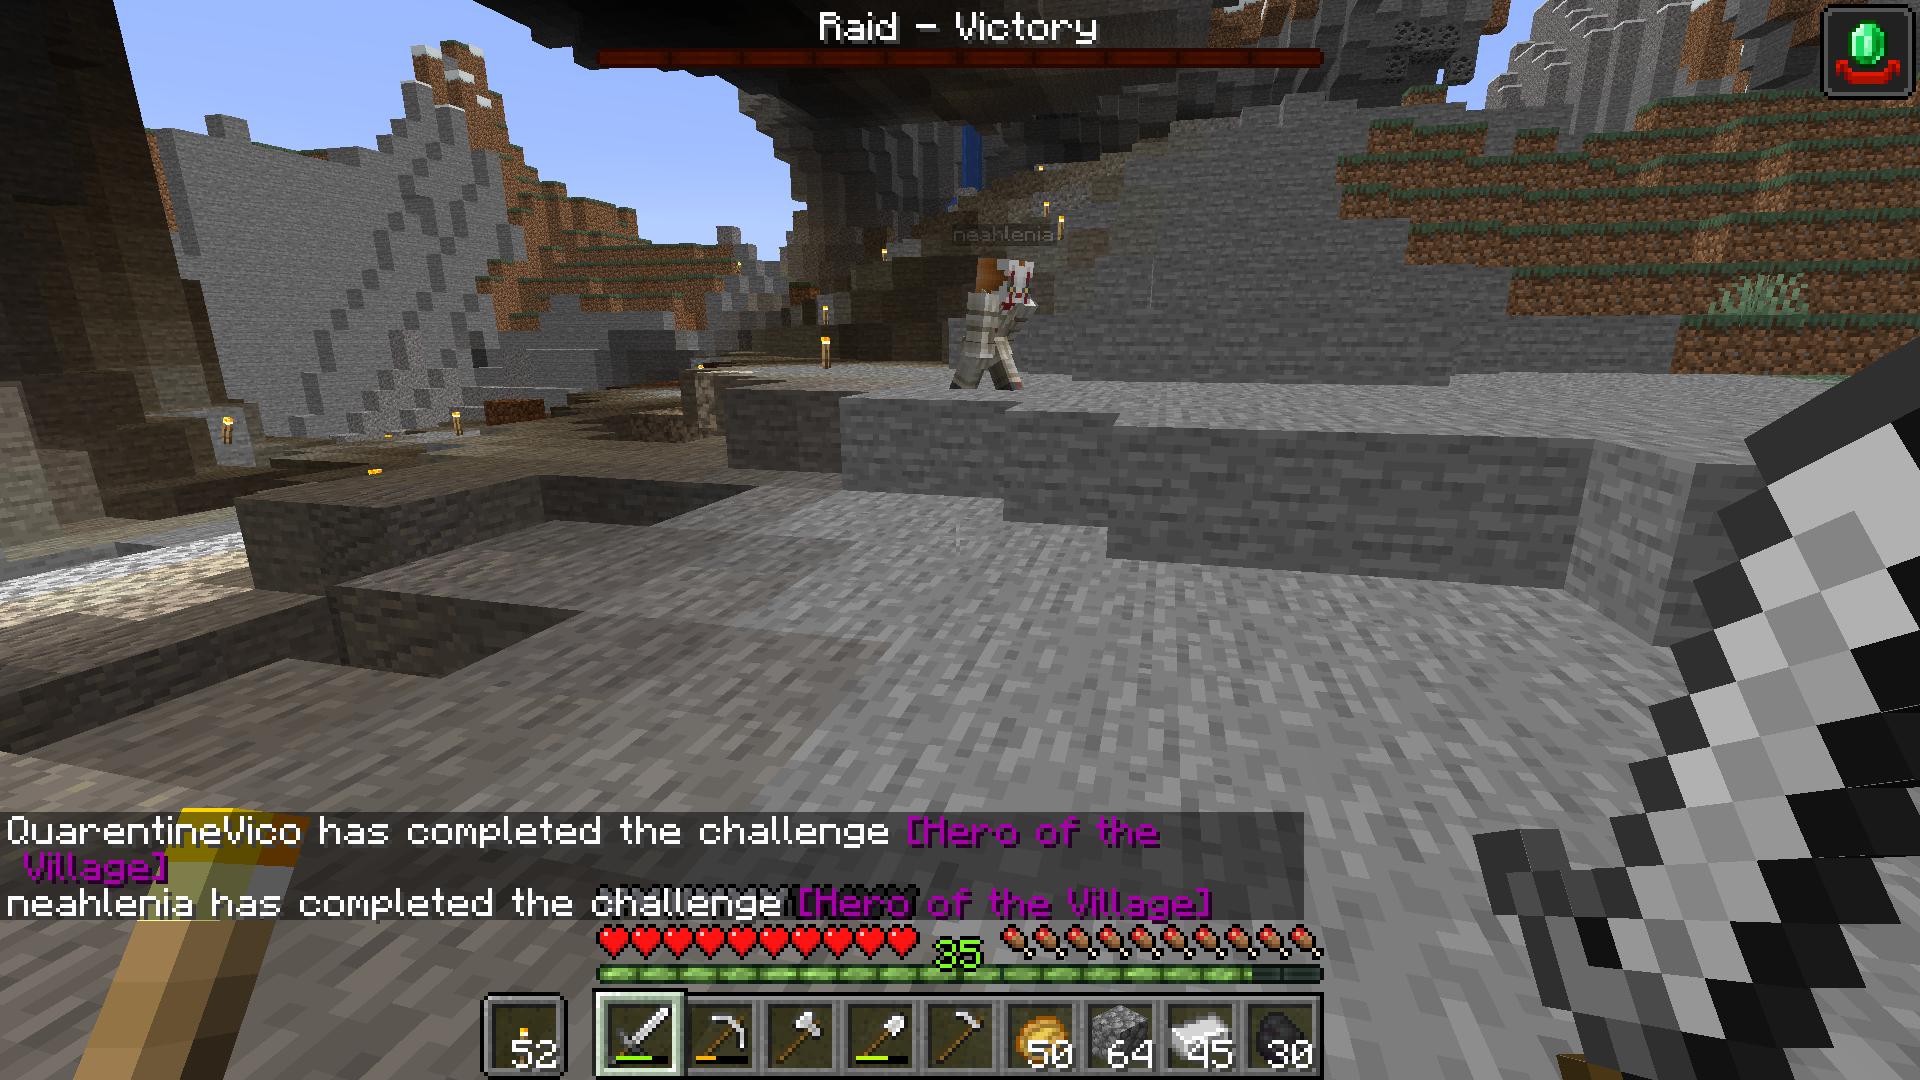 Raid – Victory
neahlenia
QuarentineVico has completed the challenge [Hero of the
Village]
neahlenia has completed the challenge [Hero of the Village]
35
52
50
64
45
30